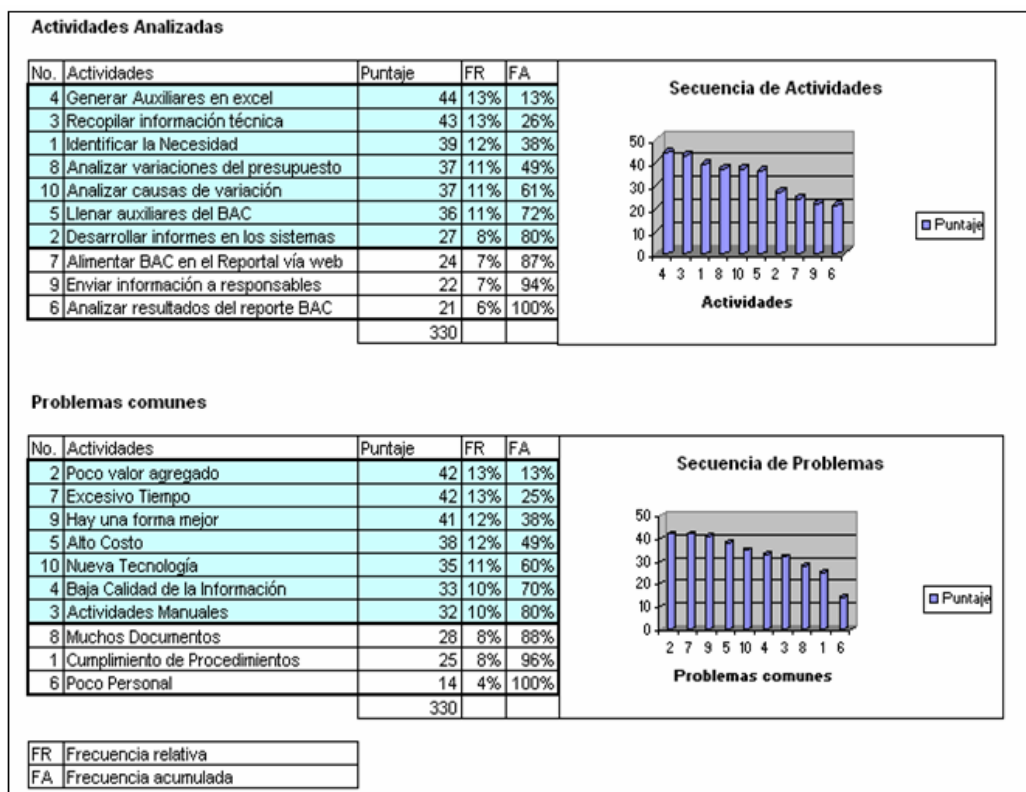 Actividades Analizadas
No. Actividades Puntaje FR FA
4 Generar Auxiliares en excel 44 13% 13%
3 Recopilar información técnica 43 13% 26%
1 Identificar la Necesidad 39 12% 38%
8 Analizar variaciones del presupuesto 37 11% 49%
10 Analizar causas de variación 37 11% 61%
5 Llenar auxiliares del BAC 36 11% 72%
2 Desarrollar informes en los sistemas 27 8% 80%
7 Alimentar BAC en el Reportal vía web 24 7% 87%
9 Enviar información a responsables 22 7% 94%
6 Analizar resultados del reporte BAC 21 6% 100%
330
Secuencia de Actividades
50
40
30
20
10
0
4 3 1 8 10 5 2 7 9 6
Actividades
Puntaje
Problemas comunes
No. Actividades Puntaje FR FA
2 Poco valor agregado 42 13% 13%
7 Excesivo Tiempo 42 13% 25%
9 Hay una forma mejor 41 12% 38%
5 Alto Costo 38 12% 49%
10 Nueva Tecnología 35 11% 60%
4 Baja Calidad de la Información 33 10% 70%
3 Actividades Manuales 32 10% 80%
8 Muchos Documentos 28 8% 88%
1 Cumplimiento de Procedimientos 25 8% 96%
6 Poco Personal 14 4% 100%
330
Secuencia de Problemas
50
40
30
20
10
0
2 7 9 5 10 4 3 8 1 6
Problemas comunes
Puntaje
FR Frecuencia relativa
FA Frecuencia acumulada